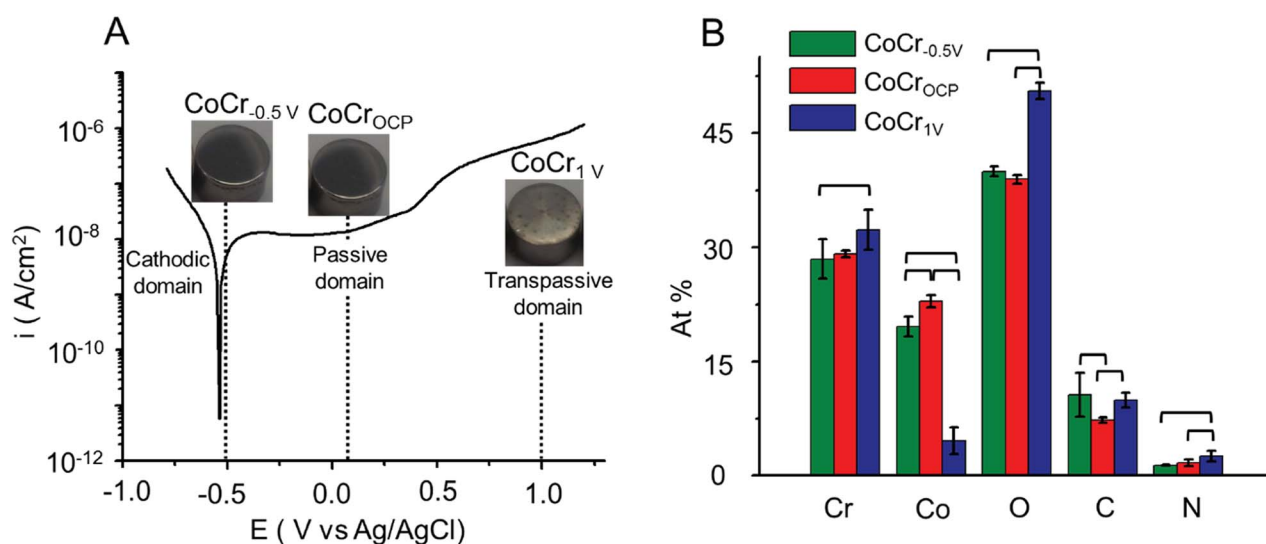 A
CoCr-0.5 V
CoCrOCP
CoCr1 V
Cathodic
domain
Passive
domain
Transpassive
domain
10-6
10-8
10-10
10-12
i ( A/cm2)
-1.0
-0.5
0.0
0.5
1.0
E ( V vs Ag/AgCl)
B
CoCr-0.5V
CoCrOCP
CoCr1V
45
30
15
0
At %
Cr
Co
O
C
N